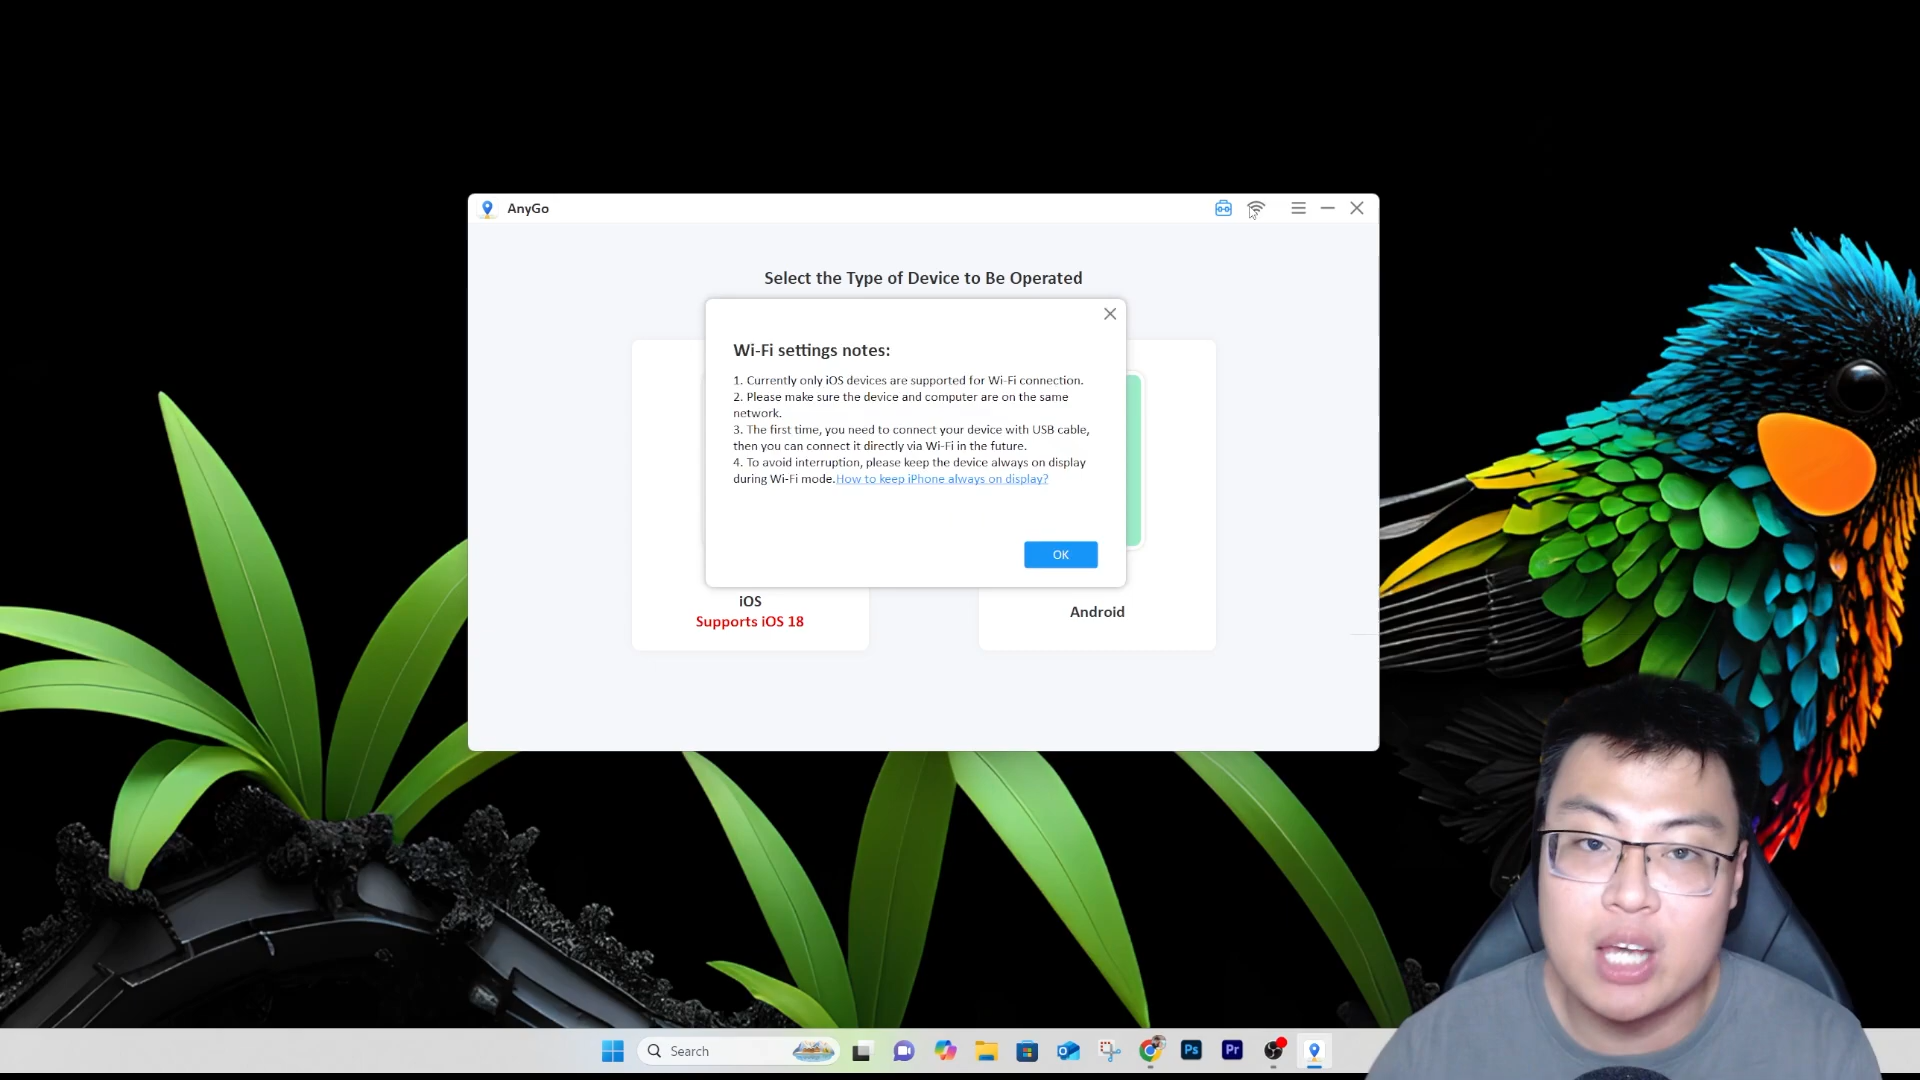 AnyGo
Select the Type of Device to Be Operated
Wi-Fi settings notes:
1. Currently only iOS devices are supported for Wi-Fi connection.
2. Please make sure the device and computer are on the same
network.
3. The first time, you need to connect your device with USB cable,
then you can connect it directly via Wi-Fi in the future.
4. To avoid interruption, please keep the device always on display
during Wi-Fi mode.How to keep iPhone always on display?
OK
iOS
Supports iOS 18
Android
Search
Ps
Pr